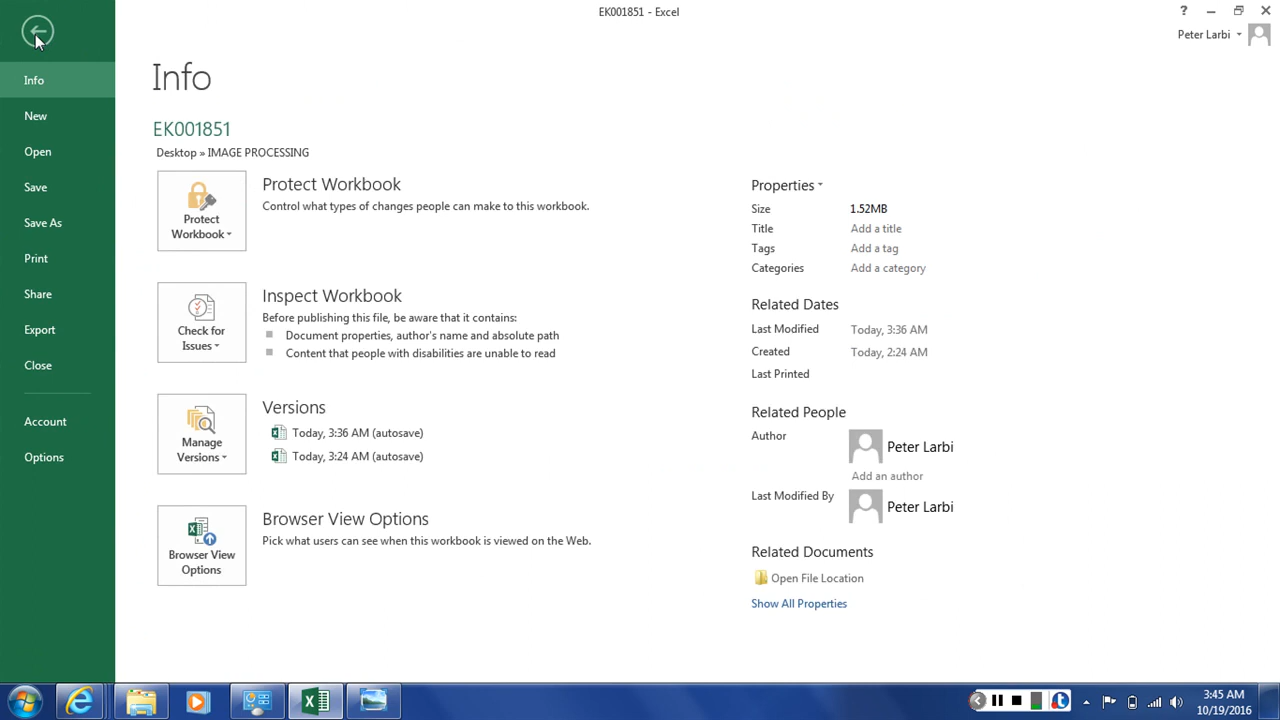 EK001851 - Excel
?
Peter Larbi
Info
New
Open
Save
Save As
Print
Share
Export
Close
Account
Options
Info
EK001851
Desktop » IMAGE PROCESSING
Protect
Workbook
Protect Workbook
Control what types of changes people can make to this workbook.
Check for
Issues
Inspect Workbook
Before publishing this file, be aware that it contains:
Document properties, author's name and absolute path
Content that people with disabilities are unable to read
Manage
Versions
Versions
Today, 3:36 AM (autosave)
Today, 3:24 AM (autosave)
Browser View
Options
Browser View Options
Pick what users can see when this workbook is viewed on the Web.
Properties
Size 1.52MB
Title Add a title
Tags Add a tag
Categories Add a category
Related Dates
Last Modified Today, 3:36 AM
Created Today, 2:24 AM
Last Printed
Related People
Author Peter Larbi
Add an author
Last Modified By Peter Larbi
Related Documents
Open File Location
Show All Properties
3:45 AM
10/19/2016